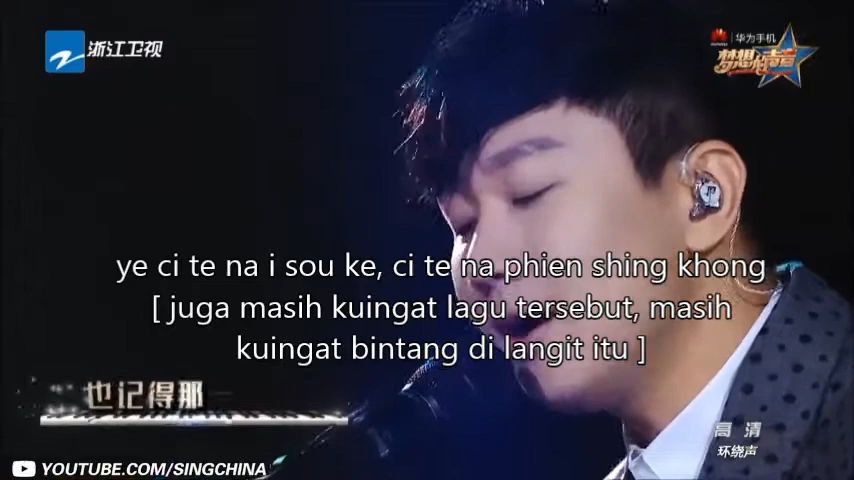 浙江卫视
华为手机
梦想的声音
ye ci te na i sou ke, ci te na phien shing khong
[ juga masih kuingat lagu tersebut, masih
kuingat bintang di langit itu ]
也记得那一
高 清
环绕声
YOUTUBE.COM/SINGCHINA